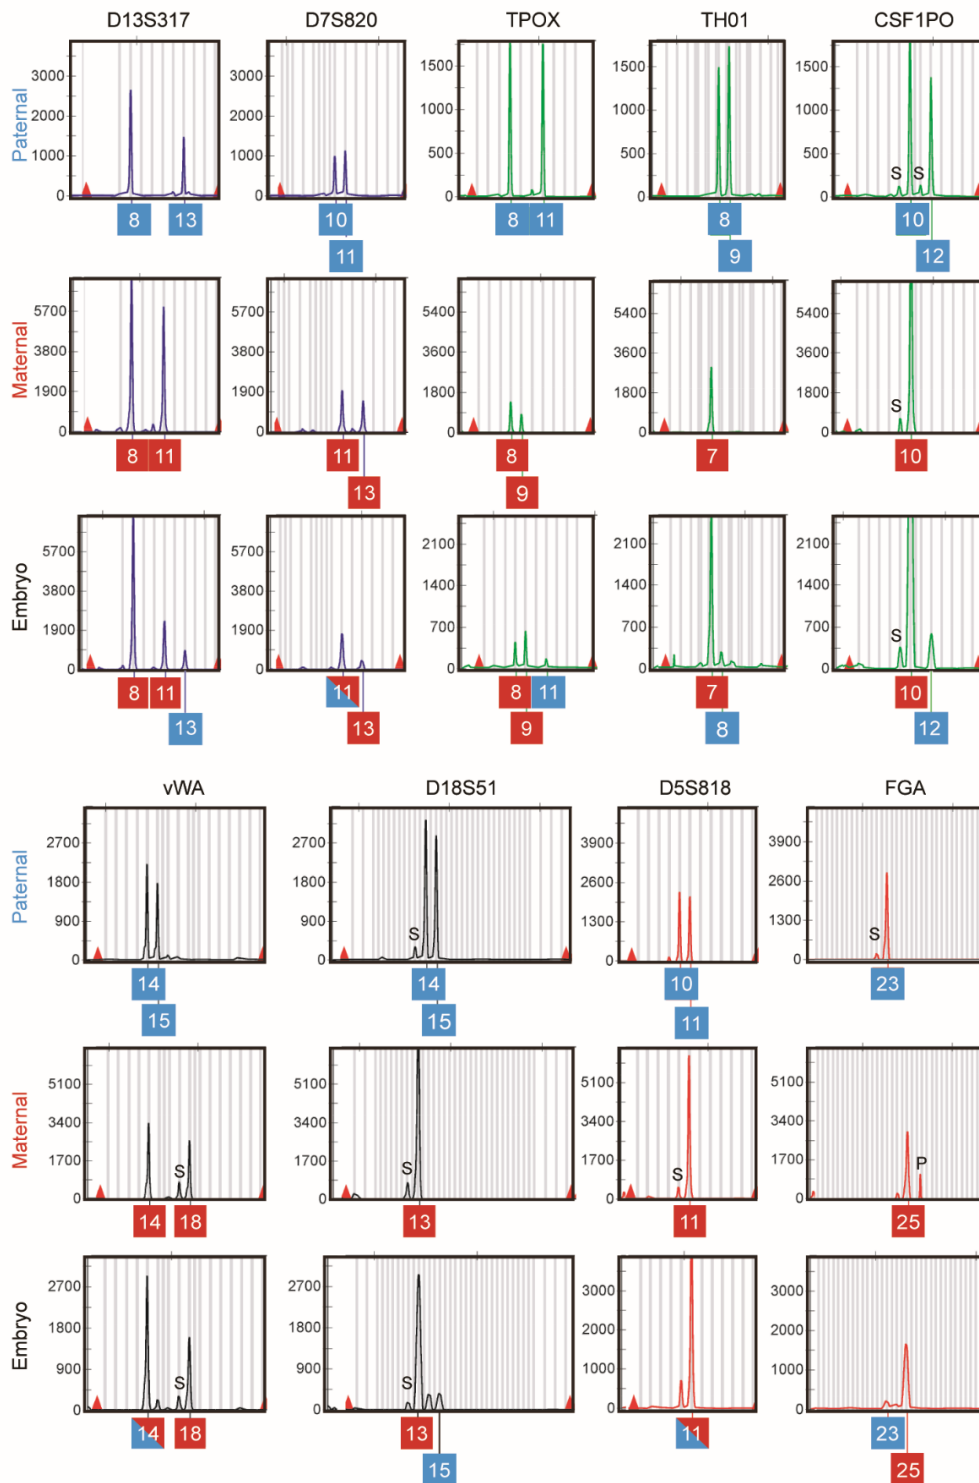 D13S317 D7S820 TPOX TH01 CSF1PO
Paternal
3000 2000 1000 0
8 13
1500 1000 500 0
10
11
1500 1000 500 0
8 11
1500 1000 500 0
8
9
1500 1000 500 0
S S
10
12
Maternal
5700 3800 1900 0
8 11
5700 3800 1900 0
11
13
5400 3600 1800 0
8
9
5400 3600 1800 0
7
5400 3600 1800 0
S
10
Embryo
5700 3800 1900 0
8 11
13
5700 3800 1900 0
11
13
2100 1400 700 0
8 11
9
2100 1400 700 0
7
8
2100 1400 700 0
S
10
12
vWA D18S51 D5S818 FGA
Paternal
2700 1800 900 0
14
15
2700 1800 900 0
S
14
15
3900 2600 1300 0
10
11
3900 2600 1300 0
S
23
Maternal
5100 3400 1700 0
S
14 18
5100 3400 1700 0
S
13
5100 3400 1700 0
S
11
5100 3400 1700 0
P
25
Embryo
2700 1800 900 0
S
14 18
2700 1800 900 0
S
13
15
3000 2000 1000 0
11
3000 2000 1000 0
23
25